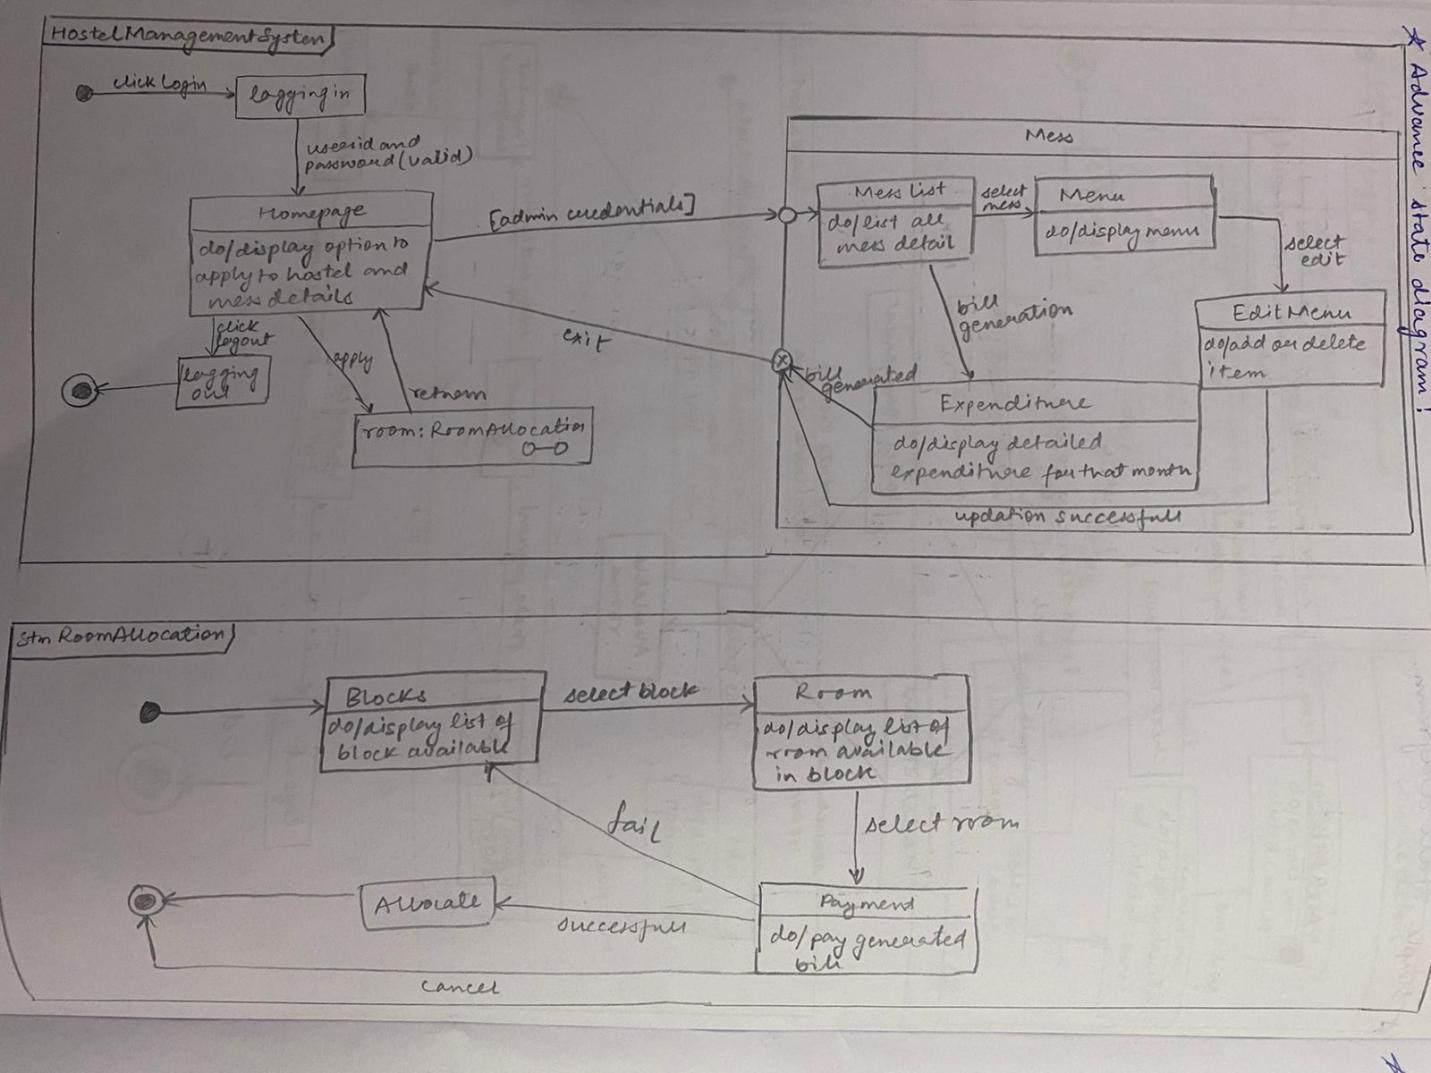 HostelManagementSystem
click Login
logging in
userid and
password (valid)
Homepage
do/display option to
apply to hostel and
mess details
[admin credentials]
Mess
Mess List
do/list all
mess detail
select
mess
Menu
do/display menu
select
edit
Edit Menu
do/add or delete
item
bill
generation
exit
bill
generated
Expenditure
do/display detailed
expenditure for that month
updation successfull
click
logout
logging
out
apply
return
room: RoomAllocation
* Advance state diagram!
stm RoomAllocation
Blocks
do/display list of
block available
select block
Room
do/display list of
room available
in block
select room
fail
Payment
do/pay generated
bill
successfull
Allocate
cancel